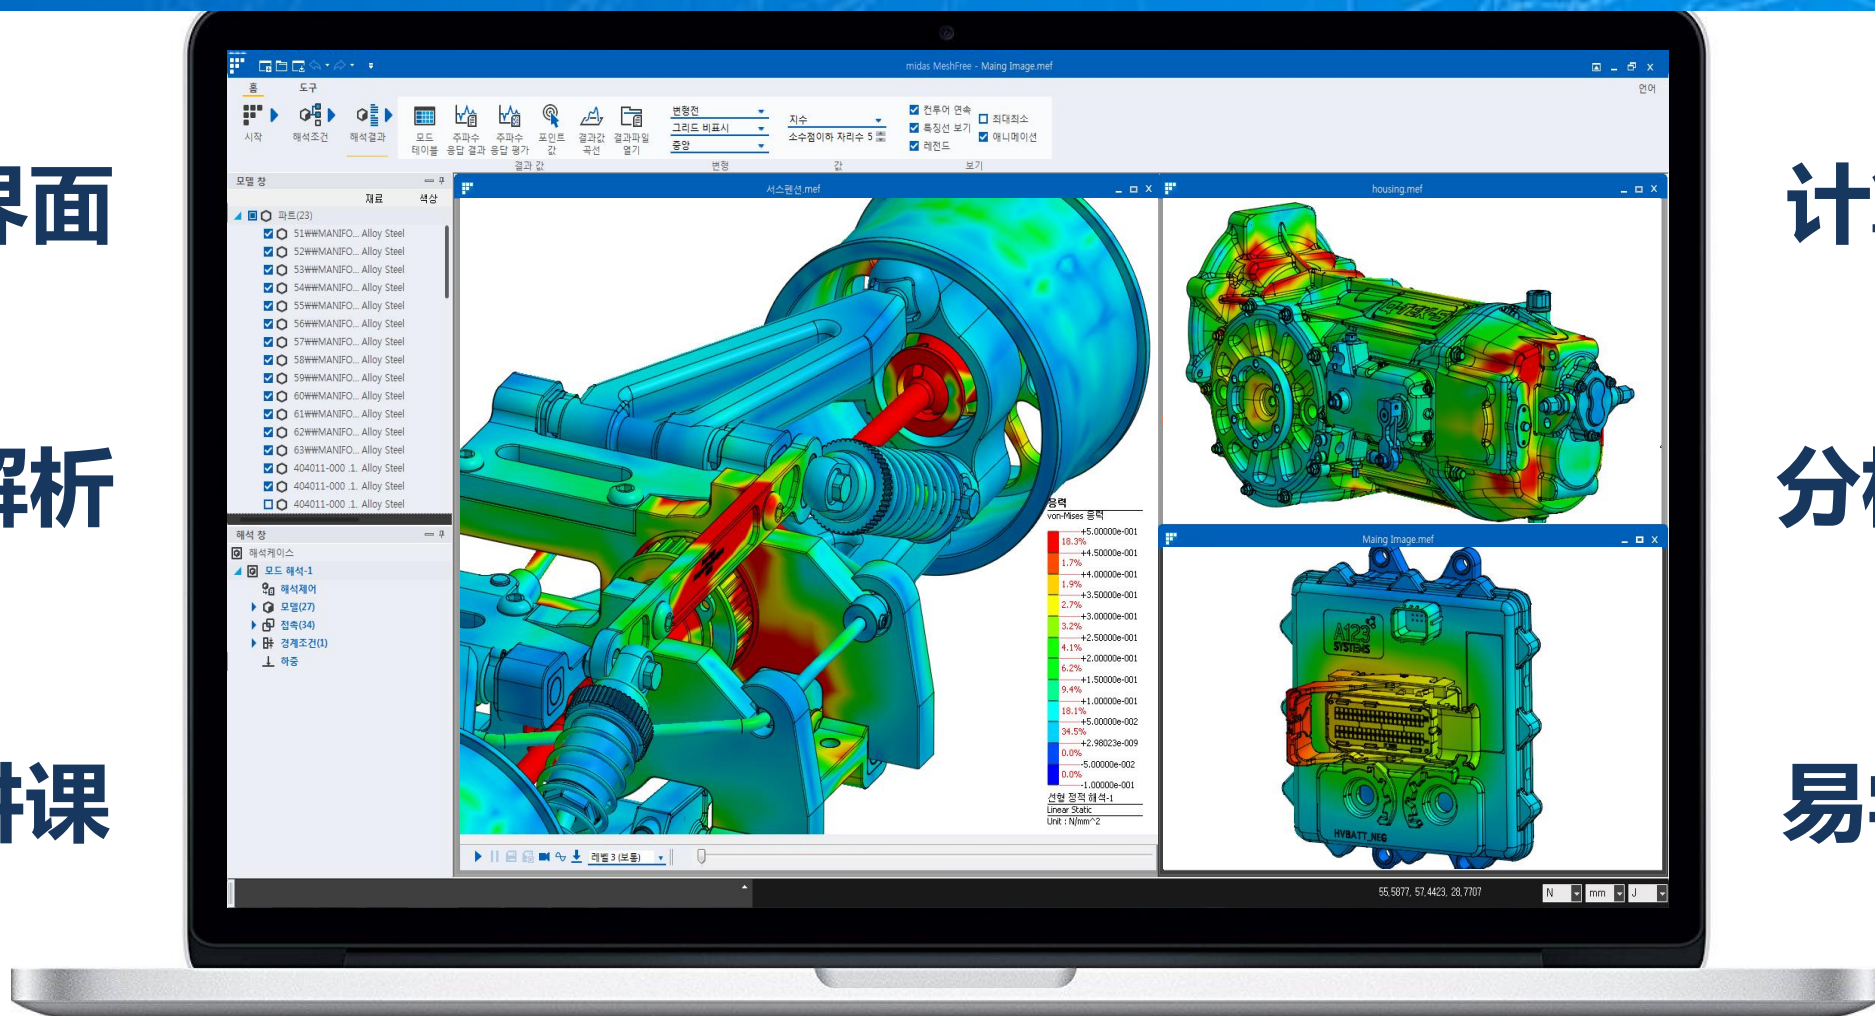 midas MeshFree - Maing Image.mef
홈 도구 언어
시작 해석조건 해석결과
모드 테이블
주파수 응답 결과
주파수 응답 평가
포인트 값
결과값 곡선
결과파일 열기
결과 값
변형전
그리드 비표시
중앙
변형
지수
소수점이하 자리수 5
값
컨투어 연속
특징선 보기
레전드
최대최소
애니메이션
보기
界面
解析
讲课
모델 창
재료 색상
파트(23)
51₩₩MANIFO... Alloy Steel
52₩₩MANIFO... Alloy Steel
53₩₩MANIFO... Alloy Steel
54₩₩MANIFO... Alloy Steel
55₩₩MANIFO... Alloy Steel
56₩₩MANIFO... Alloy Steel
57₩₩MANIFO... Alloy Steel
58₩₩MANIFO... Alloy Steel
59₩₩MANIFO... Alloy Steel
60₩₩MANIFO... Alloy Steel
61₩₩MANIFO... Alloy Steel
62₩₩MANIFO... Alloy Steel
63₩₩MANIFO... Alloy Steel
404011-000 .1. Alloy Steel
404011-000 .1. Alloy Steel
404011-000 .1. Alloy Steel
해석 창
해석케이스
모드 해석-1
해석제어
모델(27)
접촉(34)
경계조건(1)
하중
서스펜션.mef
응력
von-Mises 응력
+5.00000e-001
18.3%
+4.50000e-001
1.7%
+4.00000e-001
1.9%
+3.50000e-001
2.7%
+3.00000e-001
3.2%
+2.50000e-001
4.1%
+2.00000e-001
6.2%
+1.50000e-001
9.4%
+1.00000e-001
18.1%
+5.00000e-002
34.5%
+2.98023e-009
0.0%
-5.00000e-002
0.0%
-1.00000e-001
선형 정적 해석-1
Linear Static
Unit : N/mm^2
레벨 3 (보통)
housing.mef
Maing Image.mef
A123
SYSTEMS
HVBATT_NEG
55,5877, 57,4423, 28,7707
N mm J
计
分
易